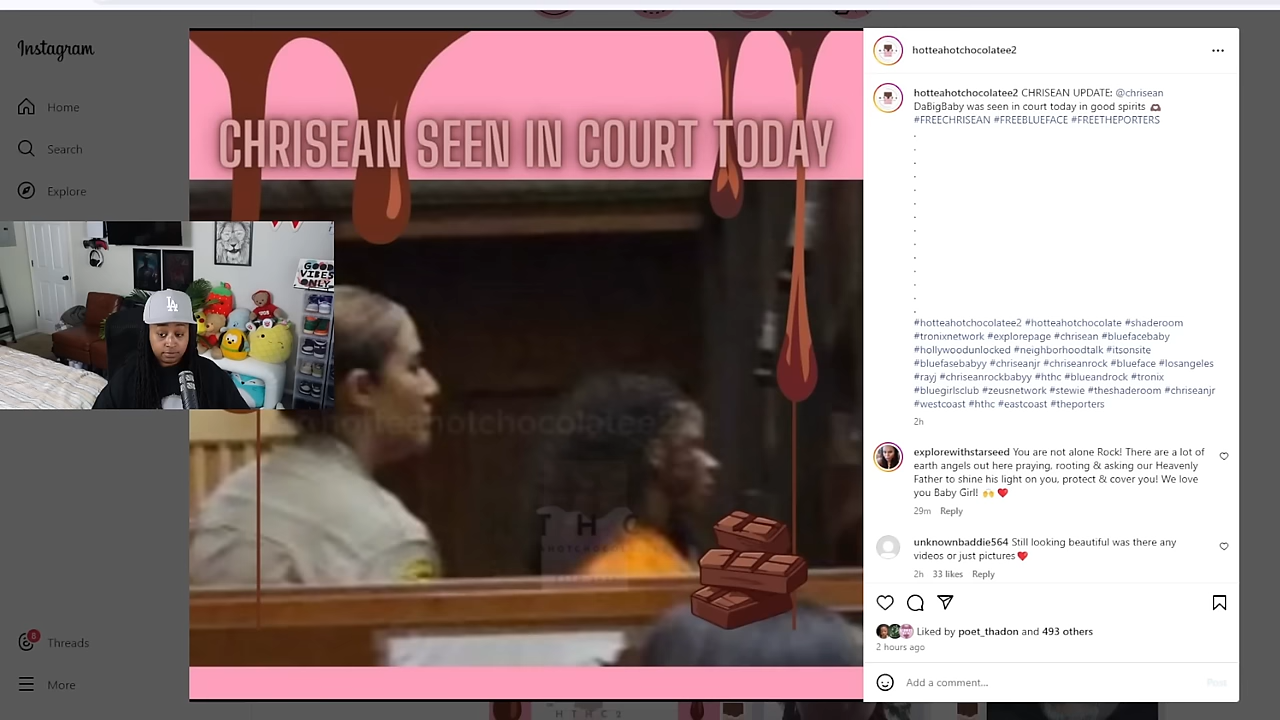 Instagram
Home
Search
Explore
Threads
8
More
CHRISEAN SEEN IN COURT TODAY
LA
GOOD
VIBES
ONLY
hotteahotchocolatee2
hotteahotchocolatee2 CHRISEAN UPDATE: @chrisean
DaBigBaby was seen in court today in good spirits
#FREECHRISEAN #FREEBLUEFACE #FREETHEPORTERS
.
.
.
.
.
.
.
.
.
.
.
.
.
.
#hotteahotchocolatee2 #hotteahotchocolate #shaderoom
#tronixnetwork #explorepage #chrisean #bluefacebaby
#hollywoodunlocked #neighborhoodtalk #itsonsite
#bluefasebabyy #chriseanjr #chriseanrock #blueface #losangeles
#rayj #chriseanrockbabyy #hthc #blueandrock #tronix
#bluegirlsclub #zeusnetwork #stewie #theshaderoom #chriseanjr
#westcoast #hthc #eastcoast #theporters
2h
explorewithstarseed You are not alone Rock! There are a lot of
earth angels out here praying, rooting & asking our Heavenly
Father to shine his light on you, protect & cover you! We love
you Baby Girl!
29m Reply
unknownbaddie564 Still looking beautiful was there any
videos or just pictures
2h 33 likes Reply
Liked by poet_thadon and 493 others
2 hours ago
Add a comment...
Post
THC
HTHC2